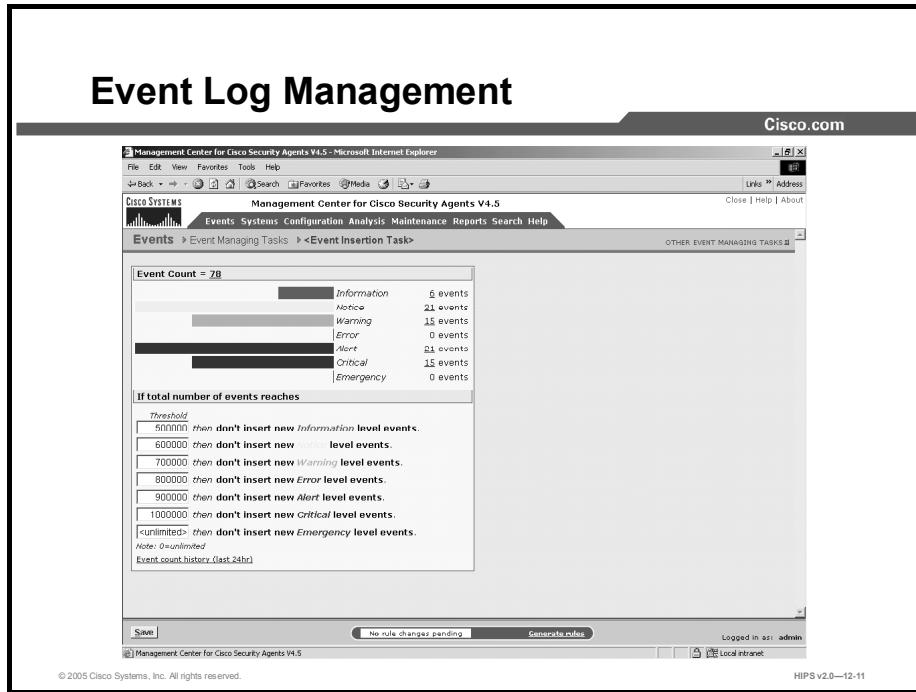 Event Log Management
Cisco.com
Management Center for Cisco Security Agents V4.5 - Microsoft Internet Explorer
File Edit View Favorites Tools Help
Back Search Favorites Media Links » Address
CISCO SYSTEMS Management Center for Cisco Security Agents V4.5 Close | Help | About
Events Systems Configuration Analysis Maintenance Reports Search Help
Events Event Managing Tasks <Event Insertion Task> OTHER EVENT MANAGING TASKS
Event Count = 78
Information 6 events
Notice 21 events
Warning 15 events
Error 0 events
Alert 21 events
Critical 15 events
Emergency 0 events
If total number of events reaches
Threshold
500000 then don't insert new Information level events.
600000 then don't insert new Notice level events.
700000 then don't insert new Warning level events.
800000 then don't insert new Error level events.
900000 then don't insert new Alert level events.
1000000 then don't insert new Critical level events.
<unlimited> then don't insert new Emergency level events.
Note: 0=unlimited
Event count history (last 24hr)
Save No rule changes pending Generate rules Logged in as: admin
Management Center for Cisco Security Agents V4.5 Local intranet
© 2005 Cisco Systems, Inc. All rights reserved. HIPS v2.0—12-11